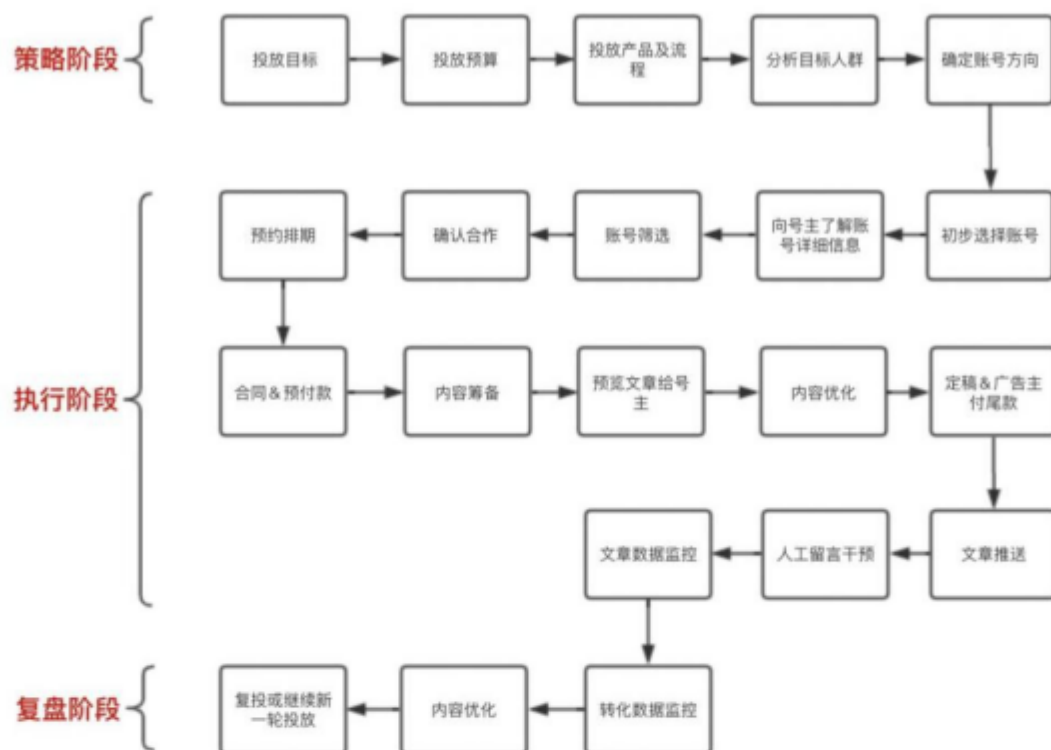 策略阶段
投放目标
投放预算
投放产品及流
程
分析目标人群
确定账号方向
执行阶段
初步选择账号
向号主了解账
号详细信息
账号筛选
确认合作
预约排期
合同&预付款
内容筹备
预览文章给号
主
内容优化
定稿&广告主
付尾款
文章推送
人工留言干预
文章数据监控
复盘阶段
转化数据监控
内容优化
复投或继续新
一轮投放